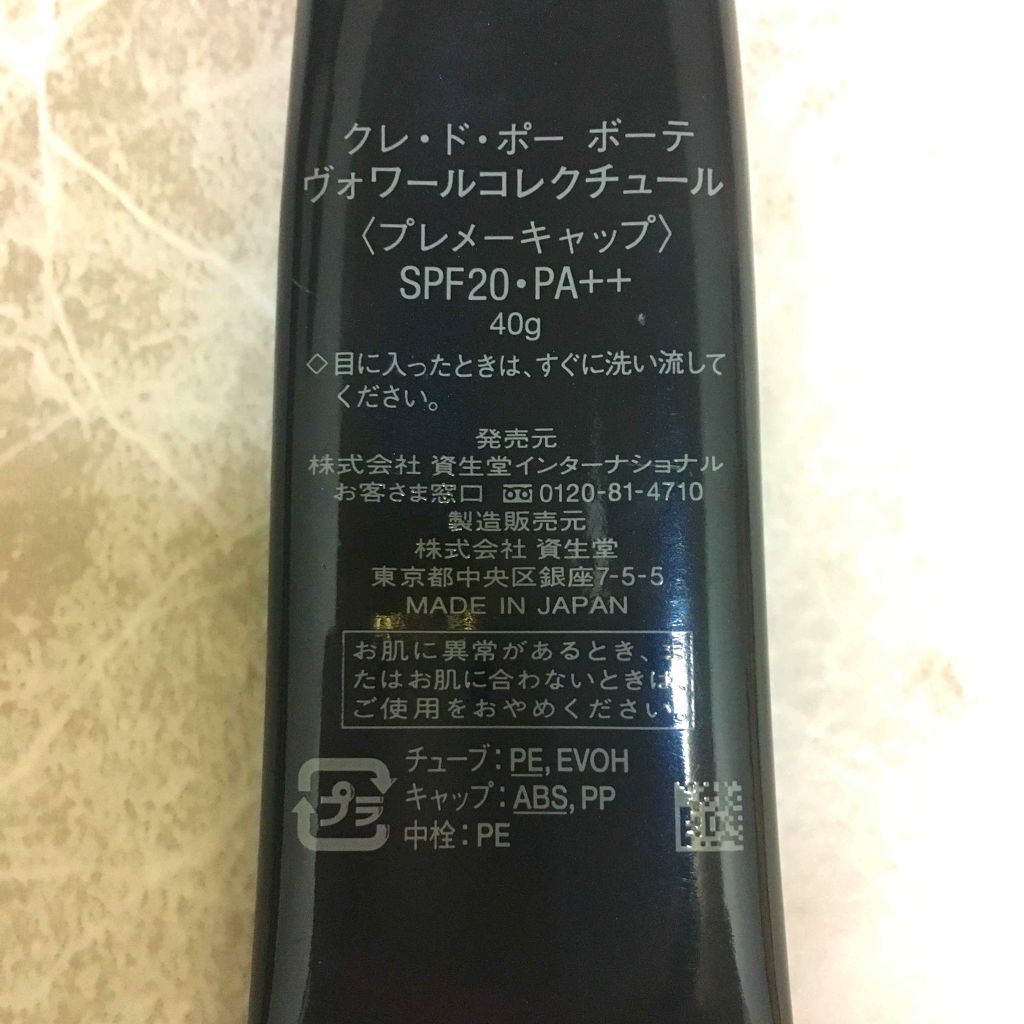 クレ・ド・ポー ボーテ
ヴォワールコレクチュール
〈プレメーキャップ〉
SPF20・PA++
40g
◇目に入ったときは、すぐに洗い流して
ください。
発売元
株式会社 資生堂インターナショナル
お客さま窓口 0120-81-4710
製造販売元
株式会社 資生堂
東京都中央区銀座7-5-5
MADE IN JAPAN
お肌に異常があるとき、ま
たはお肌に合わないときは
ご使用をおやめください。
チューブ：PE, EVOH
キャップ：ABS, PP
中栓：PE
プラ